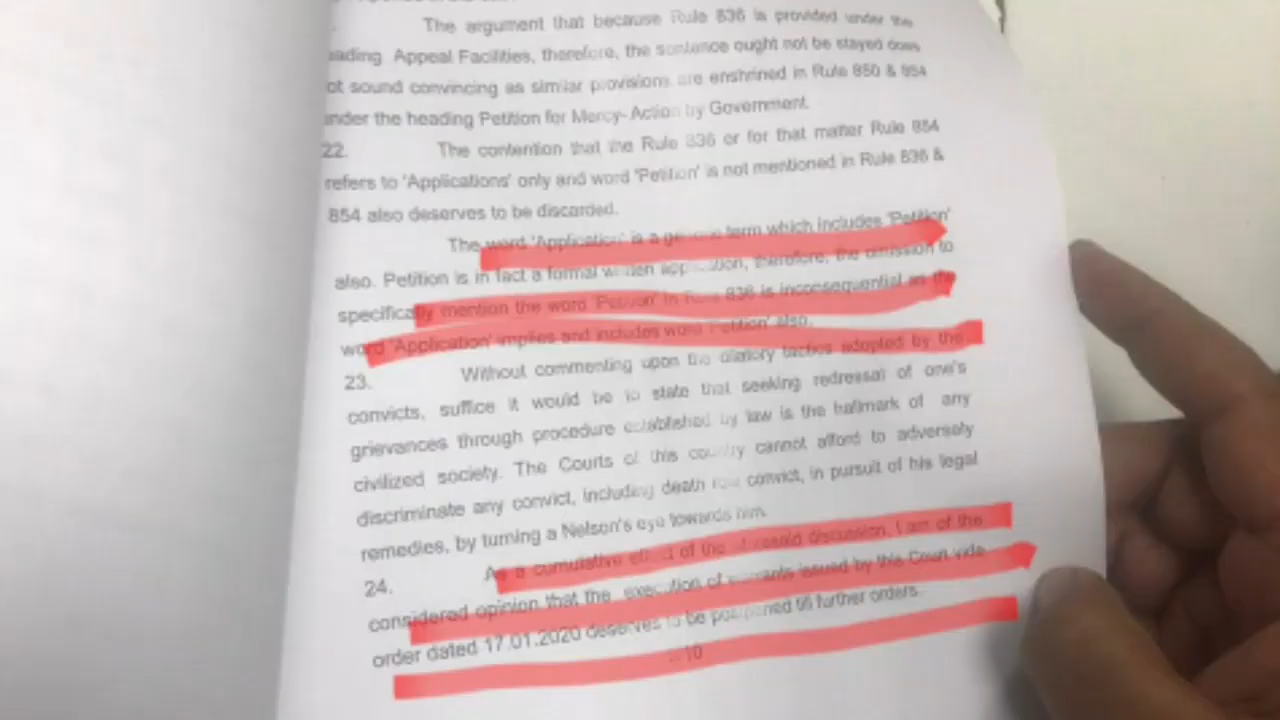 The argument that because Rule 836 is provided under the
ading Appeal Facilities, therefore, the sentence ought not be stayed does
ot sound convincing as similar provisions are enshrined in Rule 850 & 854
nder the heading Petition for Mercy- Action by Government.
22. The contention that the Rule 836 or for that matter Rule 854
refers to 'Applications' only and word 'Petition' is not mentioned in Rule 836 &
854 also deserves to be discarded.
The word 'Application' is a generic term which includes 'Petition'
also. Petition is in fact a formal written application, therefore, the omission to
specifically mention the word 'Petition' in Rule 836 is inconsequential as the
word 'Application' implies and includes word 'Petition' also.
23. Without commenting upon the dilatory tactics adopted by the
convicts, suffice it would be to state that seeking redressal of one's
grievances through procedure established by law is the hallmark of any
civilized society. The Courts of this country cannot afford to adversely
discriminate any convict, including death row convict, in pursuit of his legal
remedies, by turning a Nelson's eye towards him.
24. As a cumulative effect of the aforesaid discussion, I am of the
considered opinion that the execution of warrants issued by this Court vide
order dated 17.01.2020 deserves to be postponed till further orders.
10